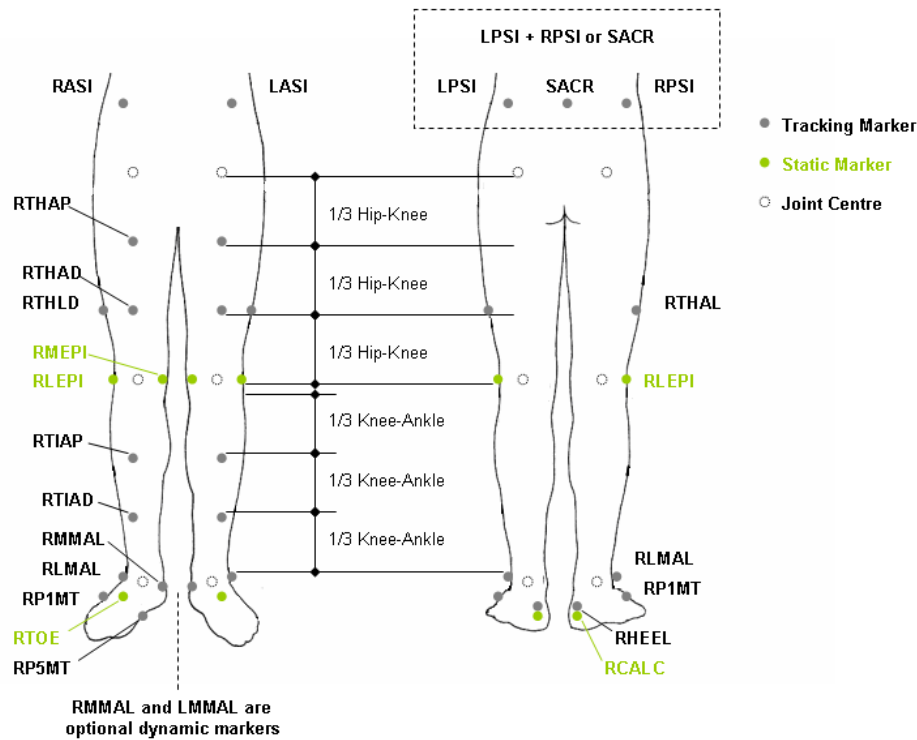 LPSI + RPSI or SACR
RASI
LASI
LPSI
SACR
RPSI
Tracking Marker
Static Marker
Joint Centre
RTHAP
1/3 Hip-Knee
RTHAD
1/3 Hip-Knee
RTHLD
RTHAL
RMEPI
1/3 Hip-Knee
RLEPI
RLEPI
1/3 Knee-Ankle
RTIAP
1/3 Knee-Ankle
RTIAD
1/3 Knee-Ankle
RMMAL
RLMAL
RLMAL
RP1MT
RP1MT
RTOE
RHEEL
RP5MT
RCALC
RMMAL and LMMAL are
optional dynamic markers